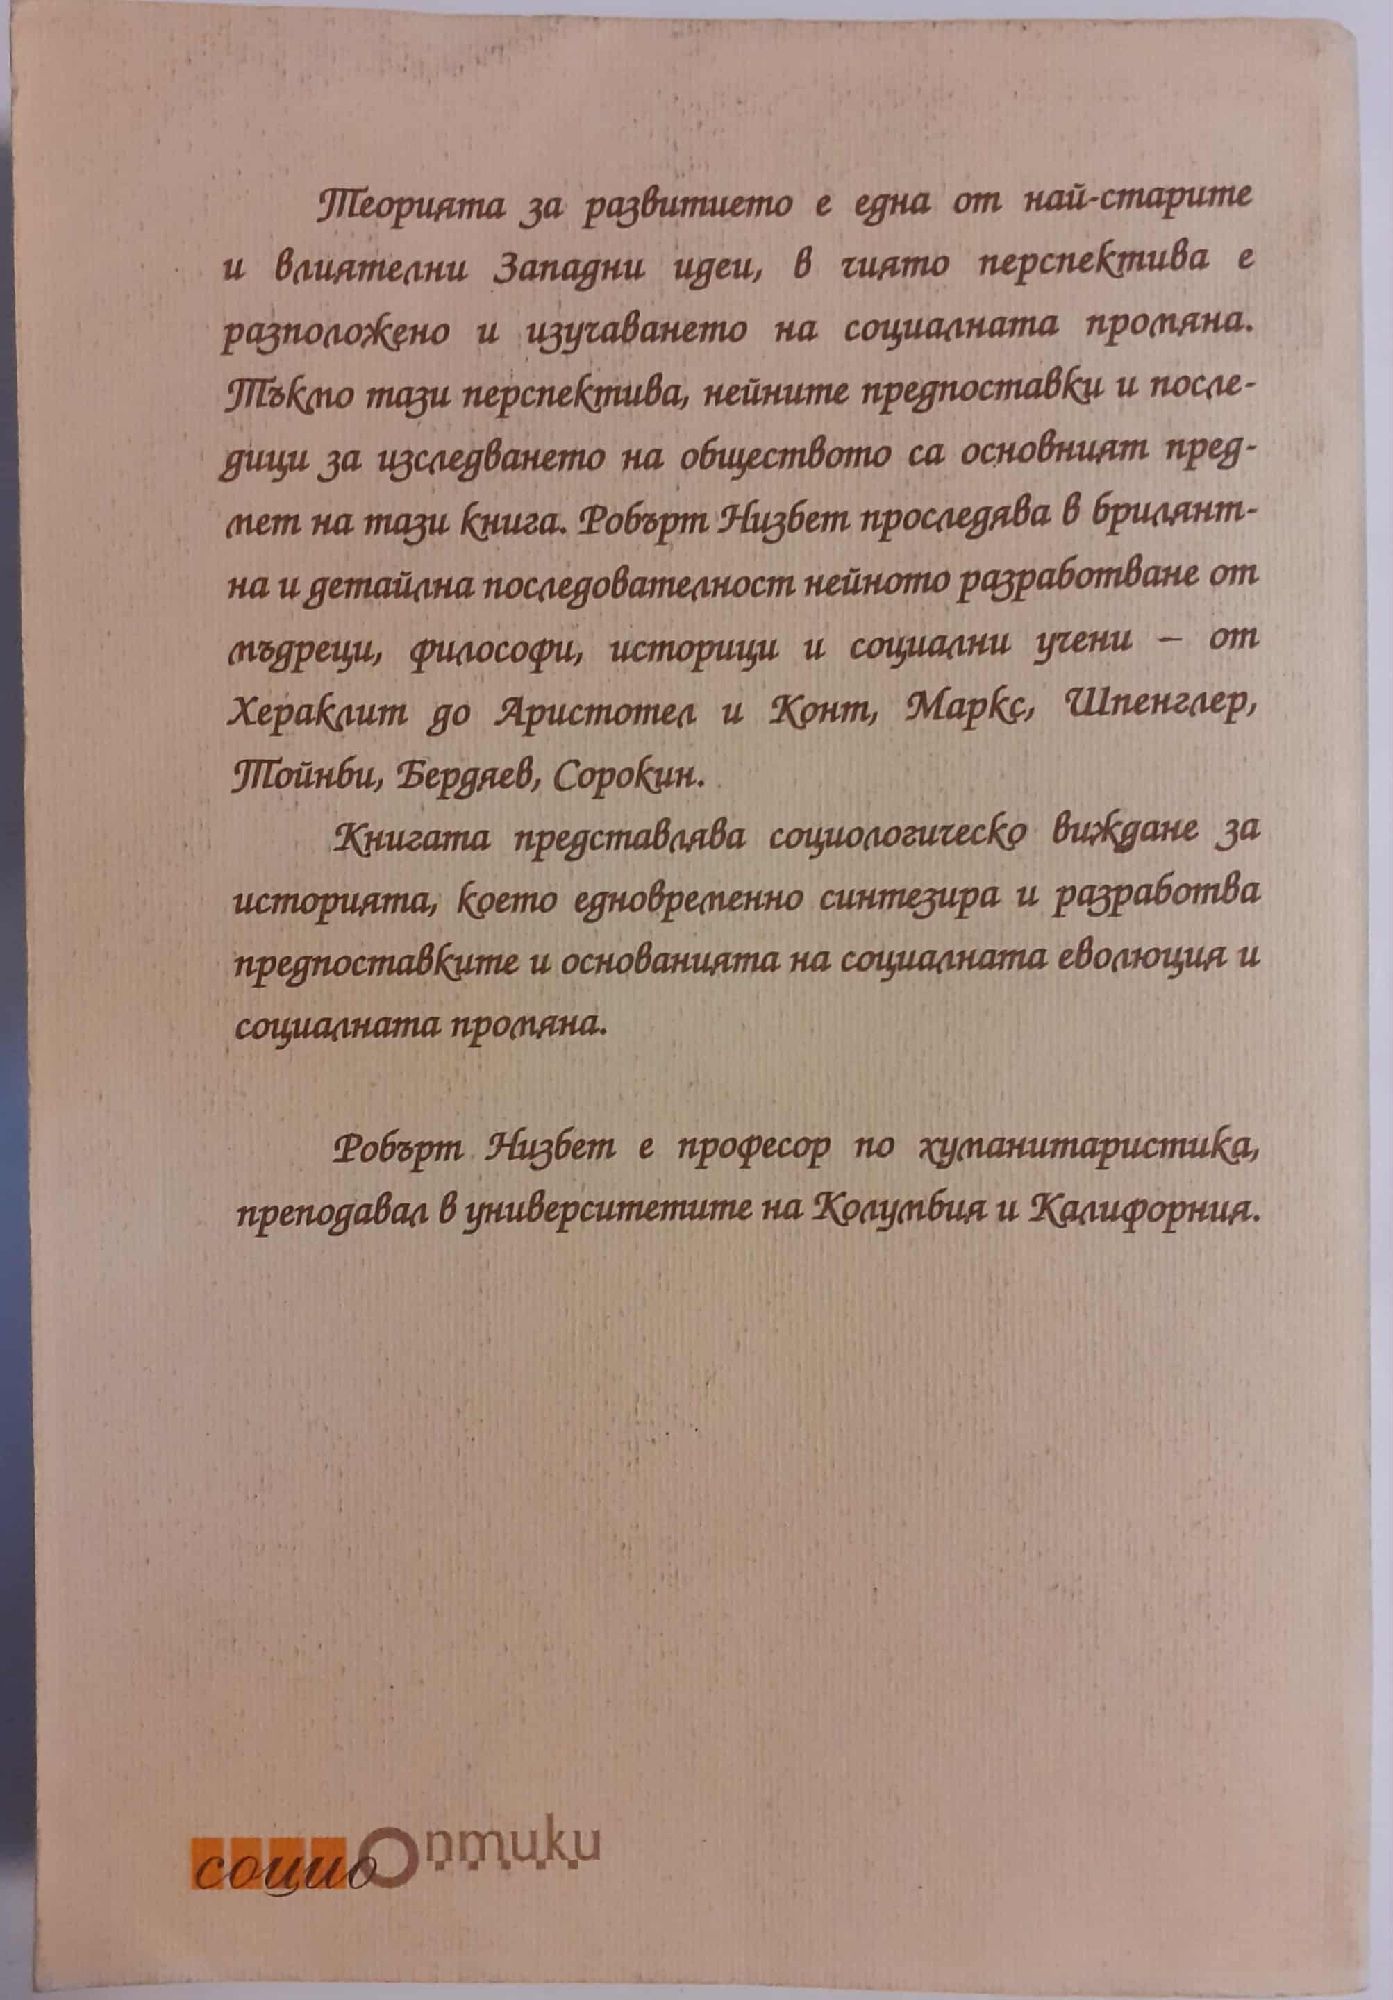 Теорията за развитието е една от най-старите
и влиятелни Западни идеи, в чиято перспектива е
разположено и изучаването на социалната промяна.
Тъкмо тази перспектива, нейните предпоставки и после-
дици за изследването на обществото са основният пред-
мет на тази книга. Робърт Низбет проследява в брилянт-
на и детайлна последователност нейното разработване от
мъдреци, философи, историци и социални учени – от
Хераклит до Аристотел и Конт, Маркс, Шпенглер,
Тойнби, Бердяев, Сорокин.
Книгата представлява социологическо виждане за
историята, което едновременно синтезира и разработва
предпоставките и основанията на социалната еволюция и
социалната промяна.
Робърт Низбет е професор по хуманитаристика,
преподавал в университетите на Колумбия и Калифорния.
социоОптики